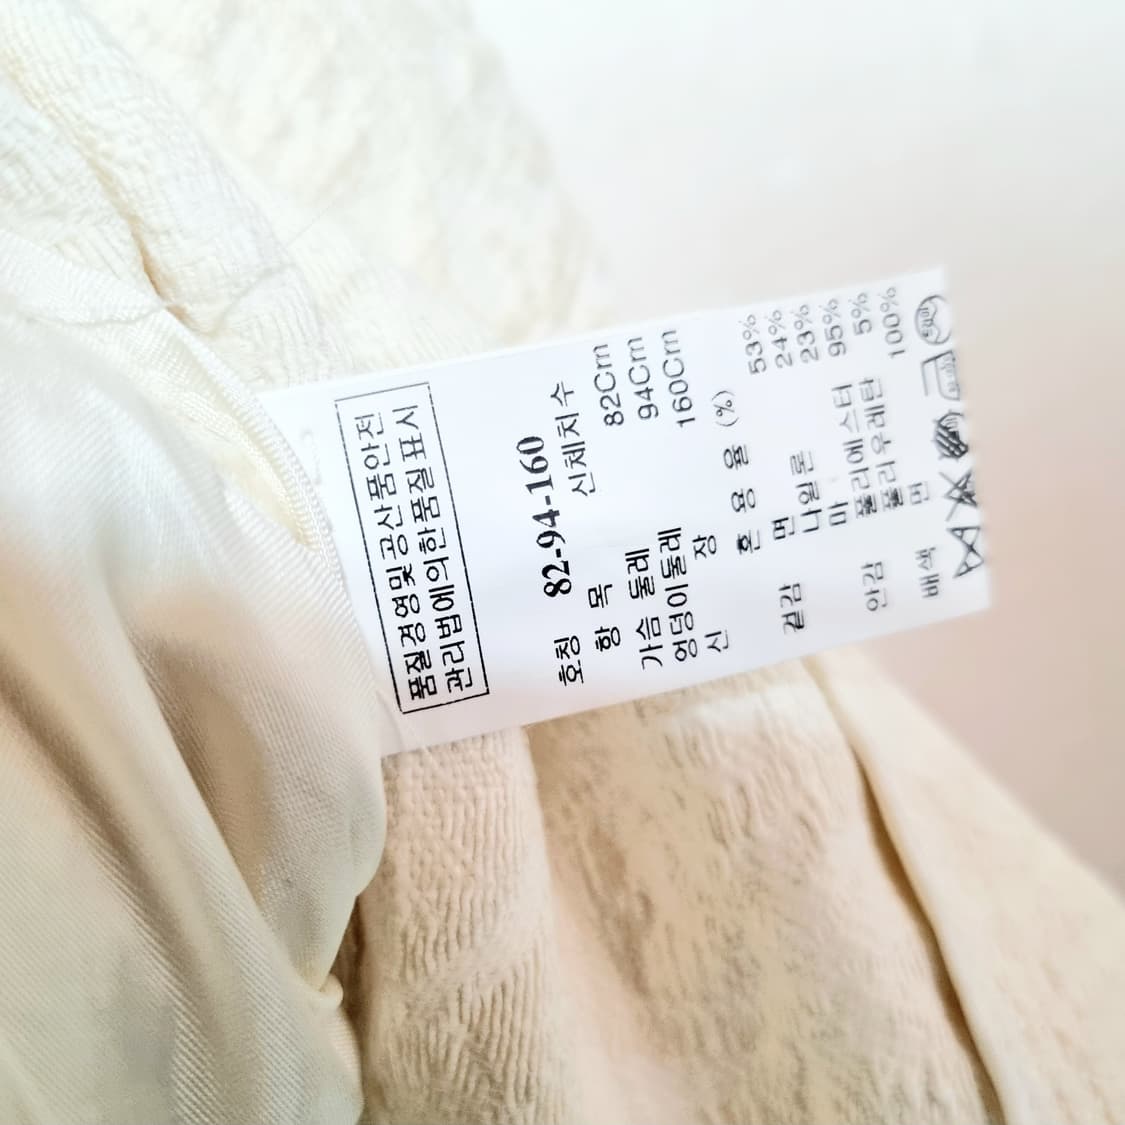 품질경영및공산품안전
관리법에의한품질표시
호칭 82-94-160
항 목 신체치수
가슴 둘레 82Cm
엉덩이둘레 94Cm
신 장 160Cm
혼 용 율 (%)
겉감 면 53%
나일론 24%
마 23%
안감 폴리에스터 95%
폴리우레탄 5%
배색 면 100%